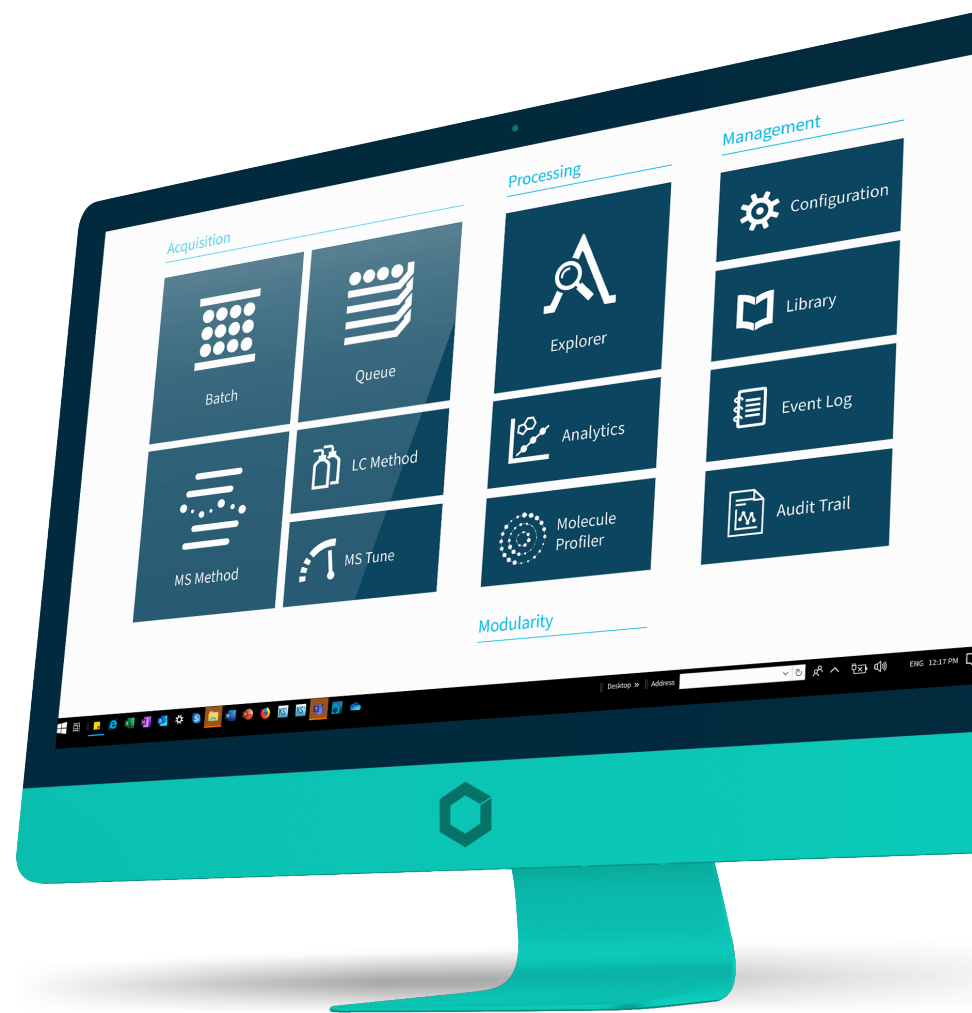 Acquisition
Batch
Queue
MS Method
LC Method
MS Tune
Processing
Explorer
Analytics
Molecule
Profiler
Management
Configuration
Library
Event Log
Audit Trail
Modularity
Desktop »
Address
ENG
12:17 PM